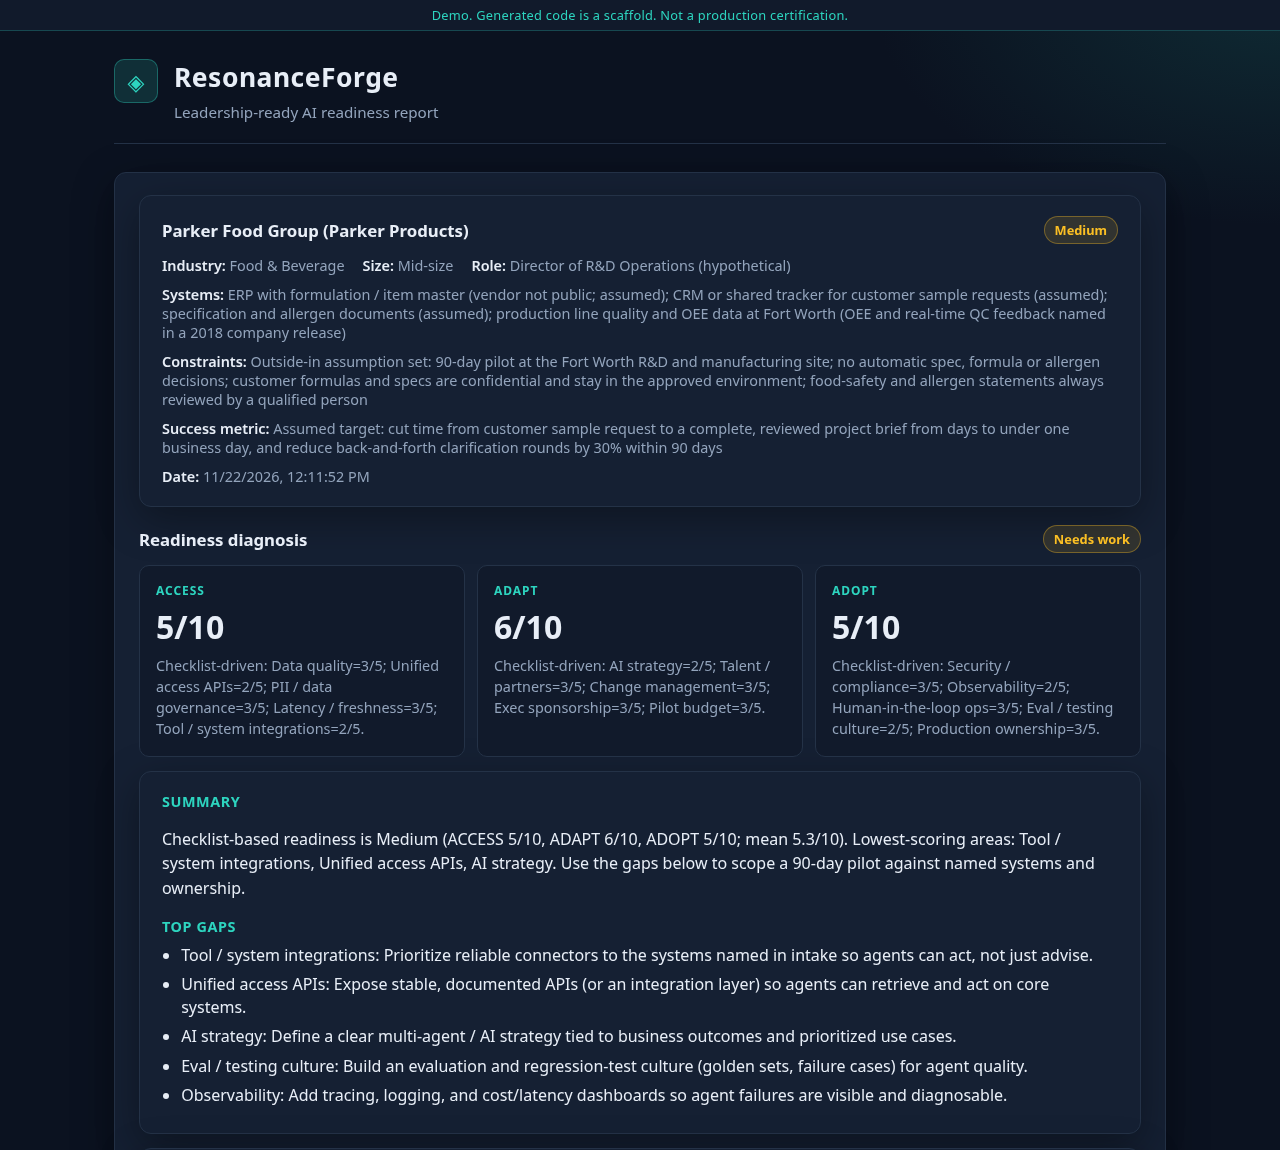 Demo. Generated code is a scaffold. Not a production certification.
ResonanceForge
Leadership-ready AI readiness report
Parker Food Group (Parker Products)
Medium
Industry: Food & Beverage Size: Mid-size Role: Director of R&D Operations (hypothetical)
Systems: ERP with formulation / item master (vendor not public; assumed); CRM or shared tracker for customer sample requests (assumed);
specification and allergen documents (assumed); production line quality and OEE data at Fort Worth (OEE and real-time QC feedback named
in a 2018 company release)
Constraints: Outside-in assumption set: 90-day pilot at the Fort Worth R&D and manufacturing site; no automatic spec, formula or allergen
decisions; customer formulas and specs are confidential and stay in the approved environment; food-safety and allergen statements always
reviewed by a qualified person
Success metric: Assumed target: cut time from customer sample request to a complete, reviewed project brief from days to under one
business day, and reduce back-and-forth clarification rounds by 30% within 90 days
Date: 11/22/2026, 12:11:52 PM
Readiness diagnosis
Needs work
ACCESS
5/10
Checklist-driven: Data quality=3/5; Unified
access APIs=2/5; PII / data
governance=3/5; Latency / freshness=3/5;
Tool / system integrations=2/5.
ADAPT
6/10
Checklist-driven: AI strategy=2/5; Talent /
partners=3/5; Change management=3/5;
Exec sponsorship=3/5; Pilot budget=3/5.
ADOPT
5/10
Checklist-driven: Security /
compliance=3/5; Observability=2/5;
Human-in-the-loop ops=3/5; Eval / testing
culture=2/5; Production ownership=3/5.
SUMMARY
Checklist-based readiness is Medium (ACCESS 5/10, ADAPT 6/10, ADOPT 5/10; mean 5.3/10). Lowest-scoring areas: Tool /
system integrations, Unified access APIs, AI strategy. Use the gaps below to scope a 90-day pilot against named systems and
ownership.
TOP GAPS
• Tool / system integrations: Prioritize reliable connectors to the systems named in intake so agents can act, not just advise.
• Unified access APIs: Expose stable, documented APIs (or an integration layer) so agents can retrieve and act on core
systems.
• AI strategy: Define a clear multi-agent / AI strategy tied to business outcomes and prioritized use cases.
• Eval / testing culture: Build an evaluation and regression-test culture (golden sets, failure cases) for agent quality.
• Observability: Add tracing, logging, and cost/latency dashboards so agent failures are visible and diagnosable.